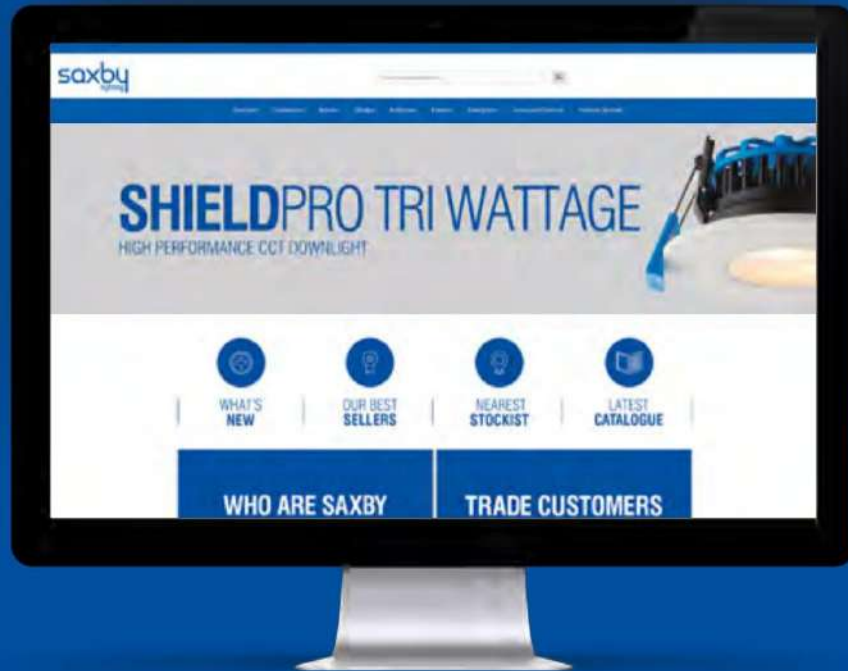 saxby
lighting
SHIELDPRO TRI WATTAGE
HIGH PERFORMANCE CCT DOWNLIGHT
WHAT'S
NEW
OUR BEST
SELLERS
NEAREST
STOCKIST
LATEST
CATALOGUE
WHO ARE SAXBY
TRADE CUSTOMERS